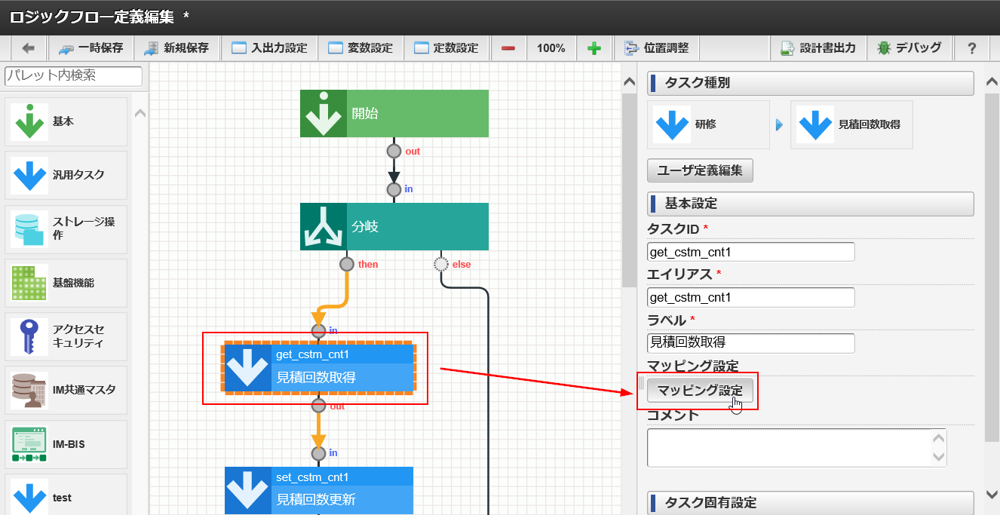 ロジックフロー定義編集 *
一時保存
新規保存
入出力設定
変数設定
定数設定
100%
位置調整
設計書出力
デバッグ
?
パレット内検索
基本
汎用タスク
ストレージ操
作
基盤機能
アクセスセ
キュリティ
IM共通マスタ
IM-BIS
test
開始
out
in
分岐
then
else
in
get_cstm_cnt1
見積回数取得
out
in
set_cstm_cnt1
見積回数更新
タスク種別
研修
見積回数取得
ユーザ定義編集
基本設定
タスクID *
get_cstm_cnt1
エイリアス *
get_cstm_cnt1
ラベル *
見積回数取得
マッピング設定
マッピング設定
コメント
タスク固有設定